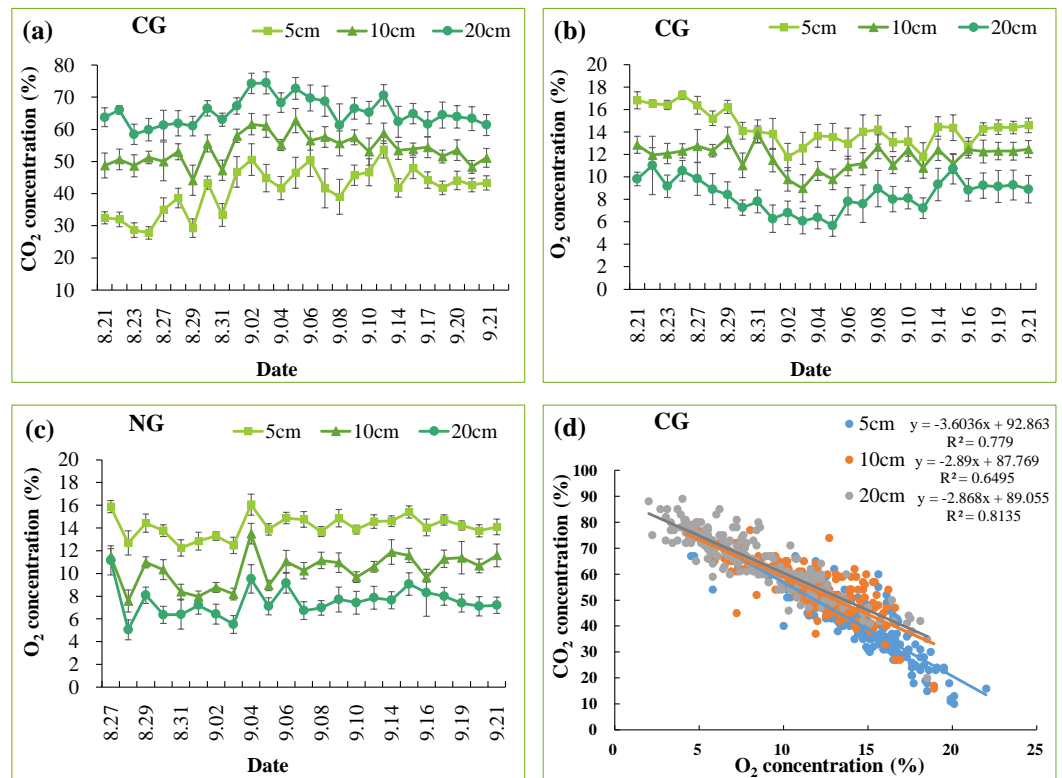 (a) CG
5cm 10cm 20cm
CO₂ concentration (%)
80
70
60
50
40
30
20
10
8.21 8.23 8.27 8.29 8.31 9.02 9.04 9.06 9.08 9.10 9.14 9.17 9.20 9.21
Date
(b) CG
5cm 10cm 20cm
O₂ concentration (%)
20
18
16
14
12
10
8
6
4
2
0
8.21 8.23 8.27 8.29 8.31 9.02 9.04 9.06 9.08 9.10 9.13 9.16 9.19 9.21
Date
(c) NG
5cm 10cm 20cm
O₂ concentration (%)
20
18
16
14
12
10
8
6
4
2
0
8.27 8.29 8.31 9.02 9.04 9.06 9.08 9.10 9.14 9.16 9.18 9.21
Date
(d) CG
5cm y = -3.6036x + 92.863
R² = 0.779
10cm y = -2.89x + 87.769
R² = 0.6495
20cm y = -2.868x + 89.055
R² = 0.8135
CO₂ concentration (%)
100
90
80
70
60
50
40
30
20
10
0
0 5 10 15 20 25
O₂ concentration (%)